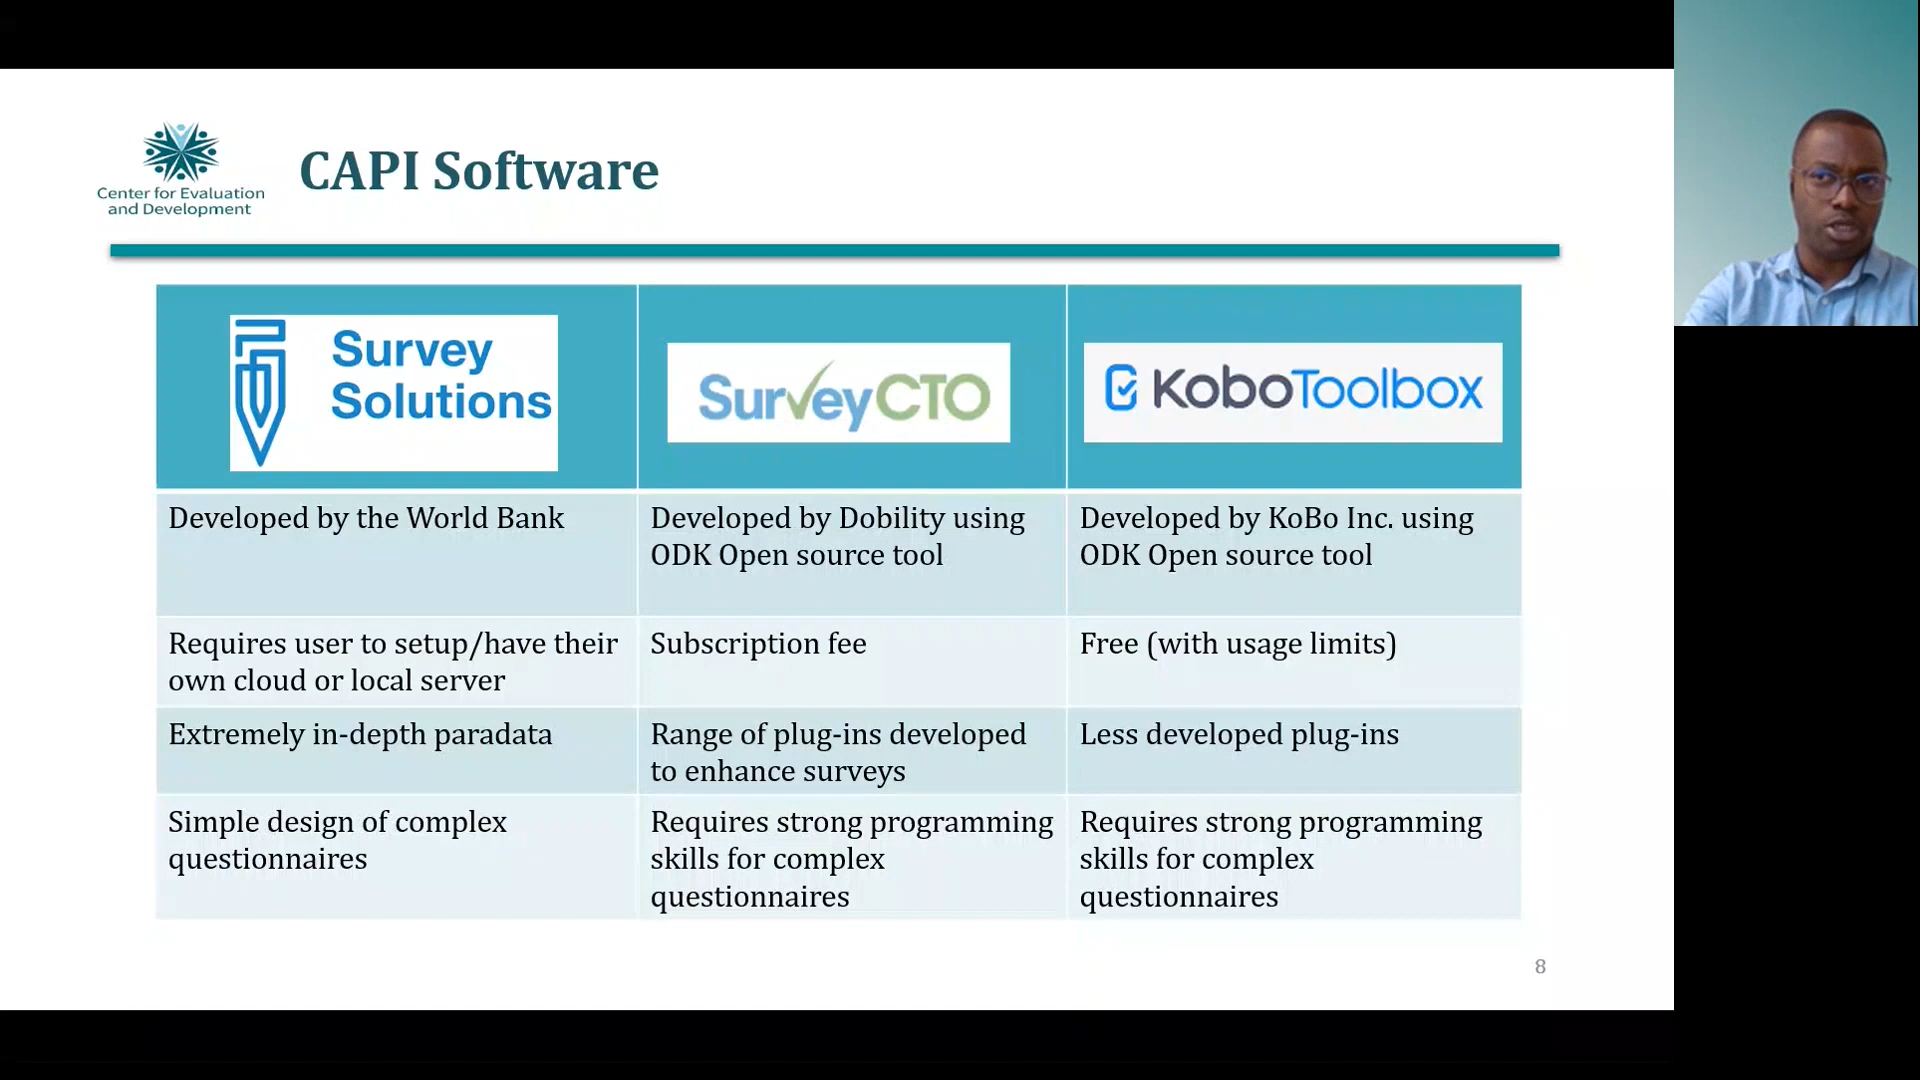 Center for Evaluation
and Development
CAPI Software
Survey
Solutions
SurveyCTO
KoboToolbox
Developed by the World Bank
Developed by Dobility using
ODK Open source tool
Developed by KoBo Inc. using
ODK Open source tool
Requires user to setup/have their
own cloud or local server
Subscription fee
Free (with usage limits)
Extremely in-depth paradata
Range of plug-ins developed
to enhance surveys
Less developed plug-ins
Simple design of complex
questionnaires
Requires strong programming
skills for complex
questionnaires
Requires strong programming
skills for complex
questionnaires
8